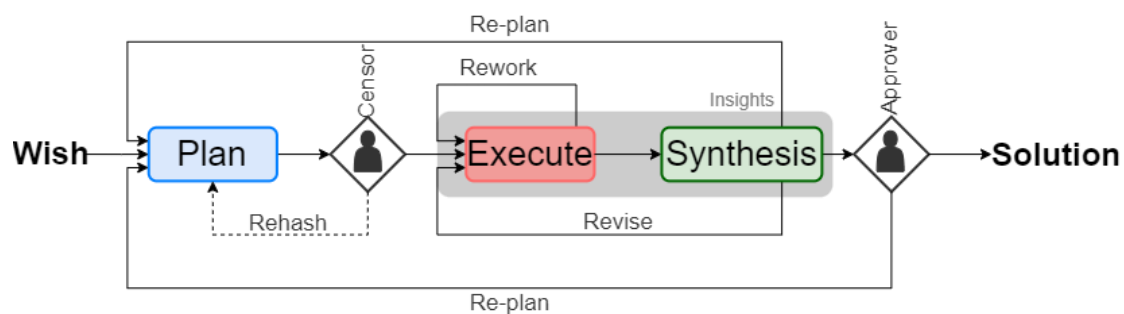 Re-plan
Censor
Rework
Insights
Approver
Wish
Plan
Execute
Synthesis
Solution
Rehash
Revise
Re-plan